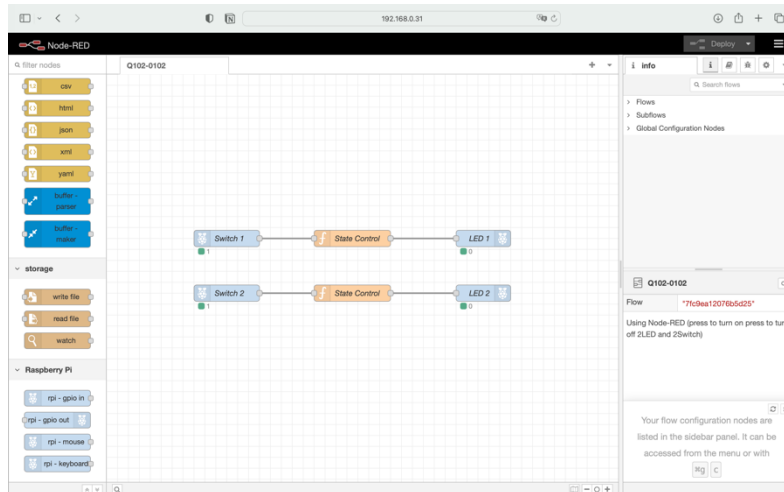 192.168.0.31
Node-RED
Deploy
filter nodes
Q102-0102
info
Search flows
csv
html
json
xml
yaml
buffer -
parser
buffer -
maker
storage
write file
read file
watch
Raspberry Pi
rpi - gpio in
rpi - gpio out
rpi - mouse
rpi - keyboard
Switch 1
State Control
LED 1
1
0
Switch 2
State Control
LED 2
1
0
Flows
Subflows
Global Configuration Nodes
Q102-0102
Flow "7fc9ea12076b5d25"
Using Node-RED (press to turn on press to tur
off 2LED and 2Switch)
Your flow configuration nodes are
listed in the sidebar panel. It can be
accessed from the menu or with